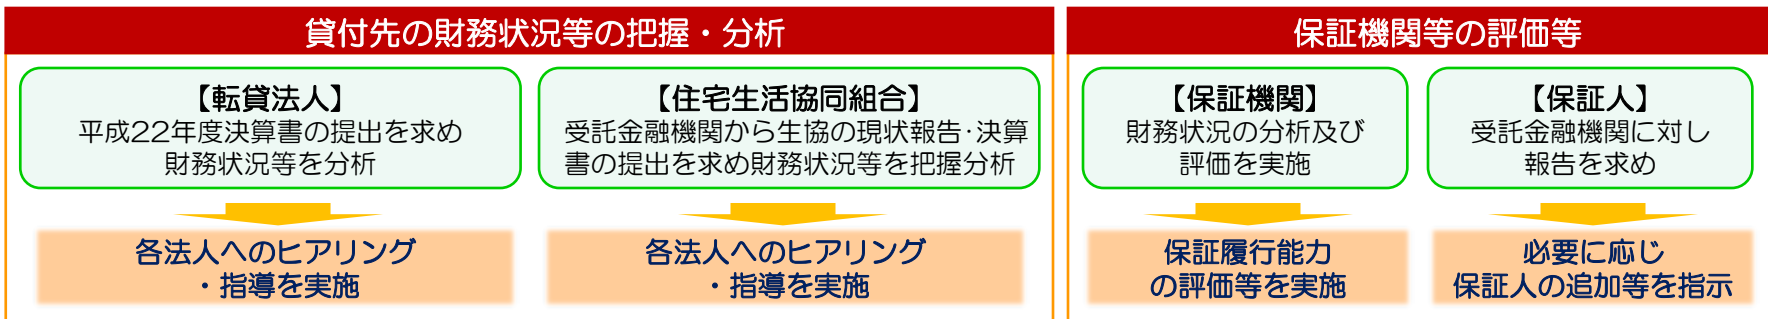 貸付先の財務状況等の把握・分析
【転貸法人】
平成22年度決算書の提出を求め
財務状況等を分析
各法人へのヒアリング
・指導を実施
【住宅生活協同組合】
受託金融機関から生協の現状報告・決算
書の提出を求め財務状況等を把握分析
各法人へのヒアリング
・指導を実施
保証機関等の評価等
【保証機関】
財務状況の分析及び
評価を実施
保証履行能力
の評価等を実施
【保証人】
受託金融機関に対し
報告を求め
必要に応じ
保証人の追加等を指示